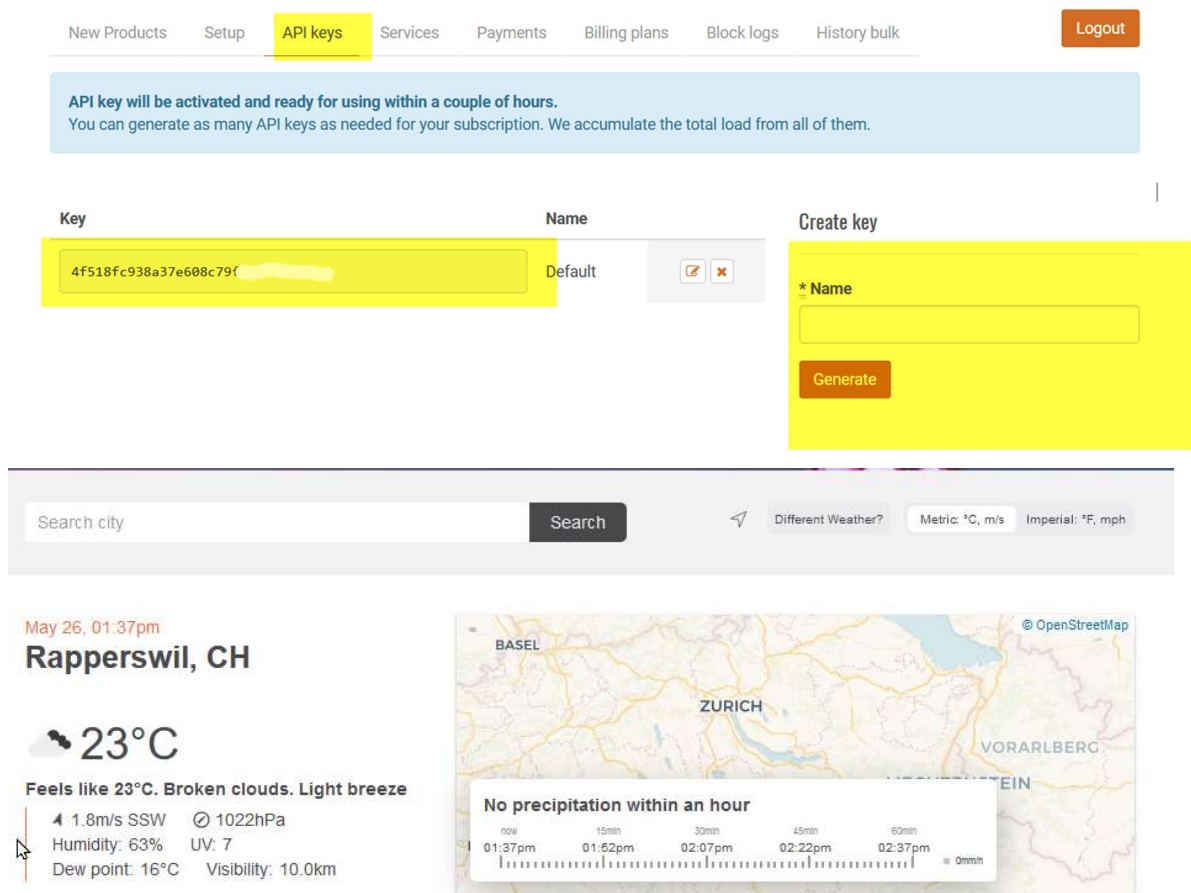 New Products Setup API keys Services Payments Billing plans Block logs History bulk Logout
API key will be activated and ready for using within a couple of hours.
You can generate as many API keys as needed for your subscription. We accumulate the total load from all of them.
Key Name
4f518fc938a37e608c79 Default
Create key
* Name
Generate
Search city Search Different Weather? Metric: °C, m/s Imperial: °F, mph
May 26, 01:37pm
Rapperswil, CH
23°C
Feels like 23°C. Broken clouds. Light breeze
1.8m/s SSW 1022hPa
Humidity: 63% UV: 7
Dew point: 16°C Visibility: 10.0km
© OpenStreetMap
BASEL
ZURICH
VORARLBERG
No precipitation within an hour
now 15min 30min 45min 60min
01:37pm 01:52pm 02:07pm 02:22pm 02:37pm
0mm/h